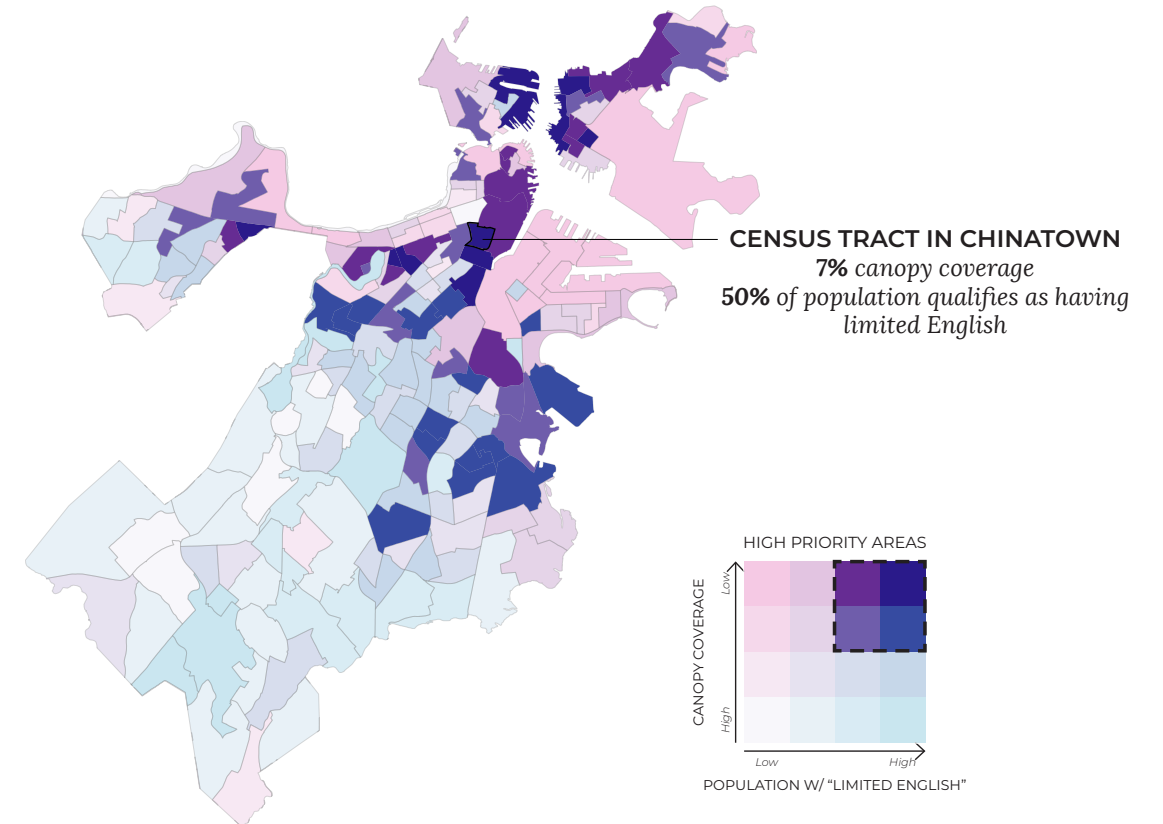 CENSUS TRACT IN CHINATOWN
7% canopy coverage
50% of population qualifies as having
limited English
HIGH PRIORITY AREAS
CANOPY COVERAGE
Low
High
Low
High
POPULATION W/ “LIMITED ENGLISH”